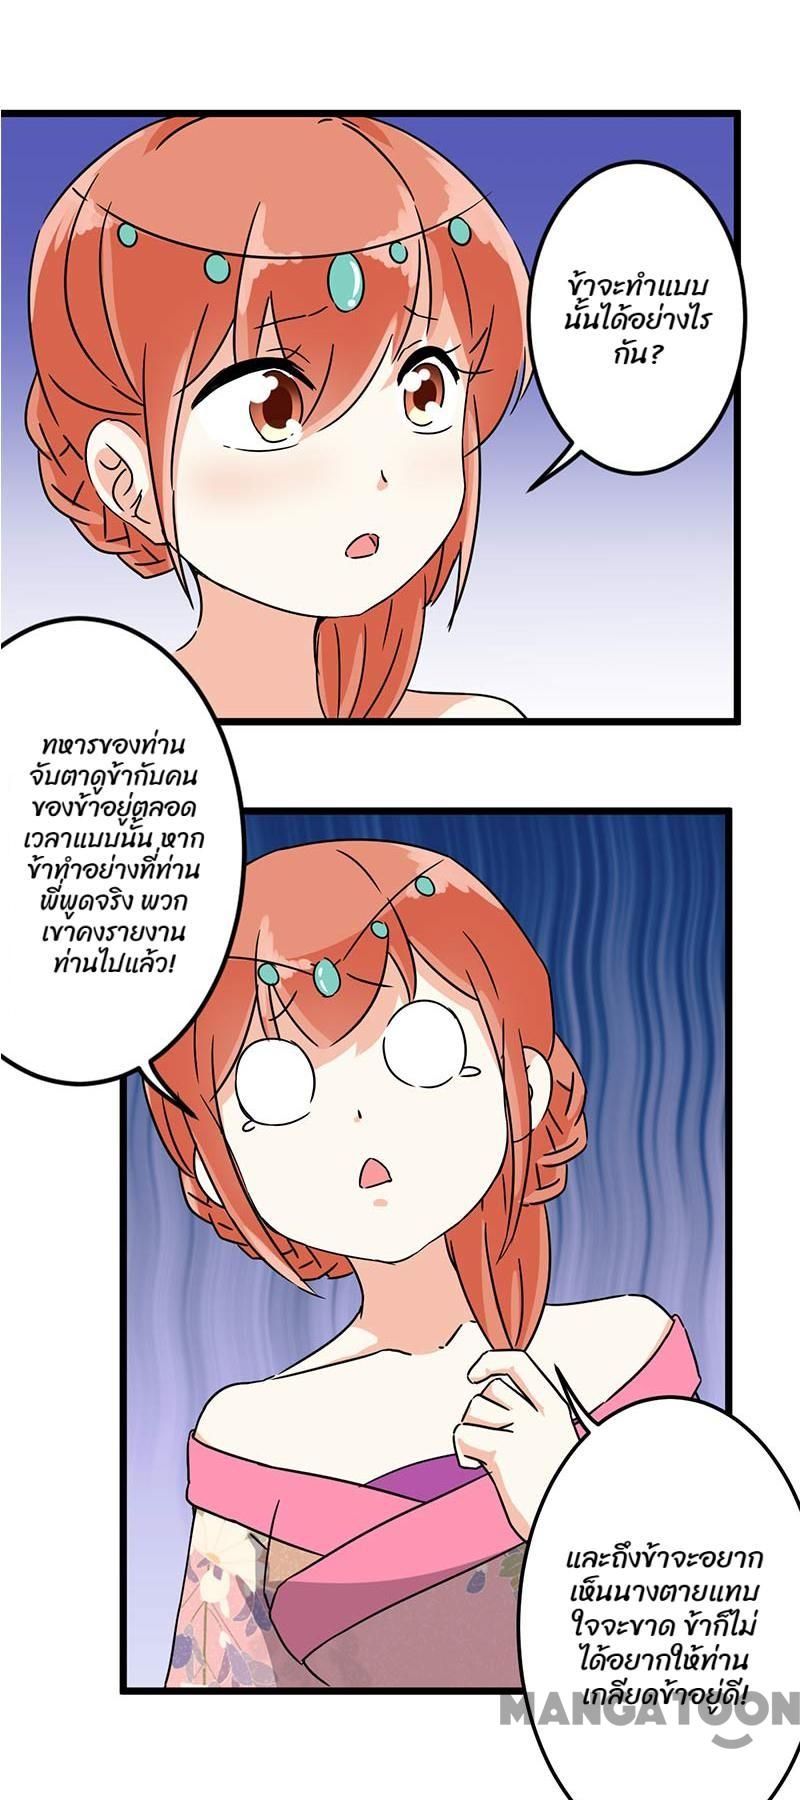 ข้าจะทำแบบ
นั้นได้อย่างไร
กัน?
ทหารของท่าน
จับตาดูข้ากับคน
ของข้าอยู่ตลอด
เวลาแบบนั้น หาก
ข้าทำอย่างที่ท่าน
พี่พูดจริง พวก
เขาคงรายงาน
ท่านไปแล้ว!
และถึงข้าจะอยาก
เห็นนางตายแทบ
ใจจะขาด ข้าก็ไม่
ได้อยากให้ท่าน
เกลียดข้าอยู่ดี!
MANGATOON